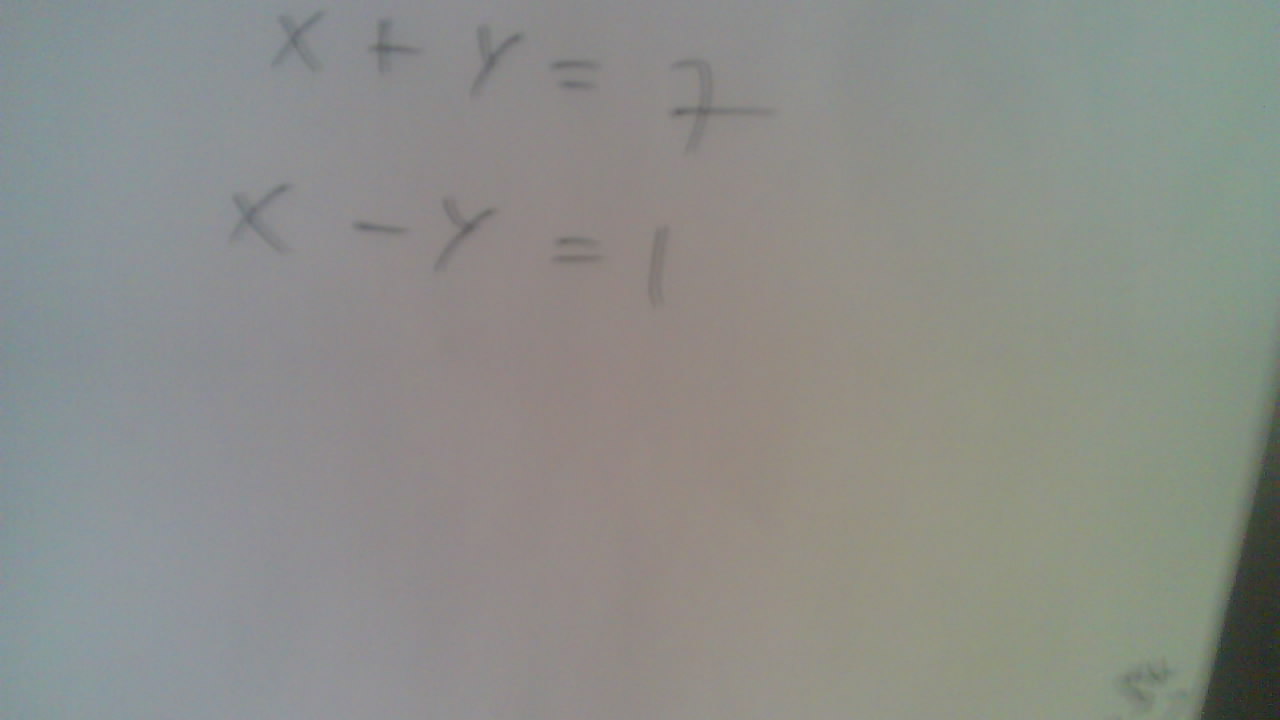 x + y = 7
x - y = 1